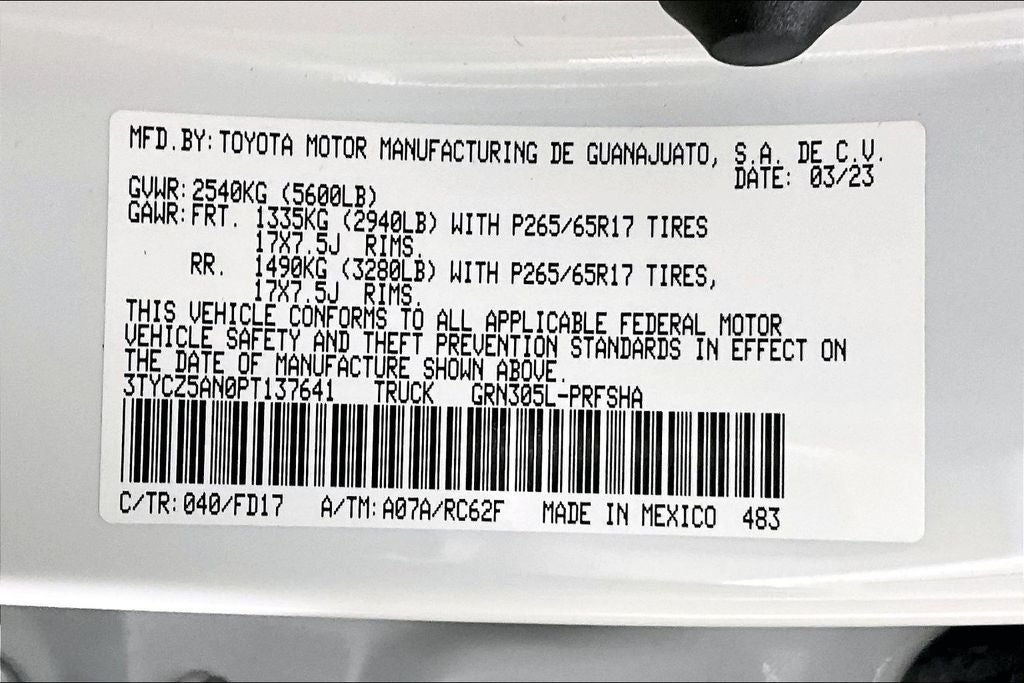 MFD.BY: TOYOTA MOTOR MANUFACTURING DE GUANAJUATO, S.A. DE C.V.
DATE: 03/23
GVWR: 2540KG (5600LB)
GAWR: FRT. 1335KG (2940LB) WITH P265/65R17 TIRES
17X7.5J RIMS.
RR. 1490KG (3280LB) WITH P265/65R17 TIRES,
17X7.5J RIMS.
THIS VEHICLE CONFORMS TO ALL APPLICABLE FEDERAL MOTOR
VEHICLE SAFETY AND THEFT PREVENTION STANDARDS IN EFFECT ON
THE DATE OF MANUFACTURE SHOWN ABOVE.
3TYCZ5AN0PT137641 TRUCK GRN305L-PRFSHA
C/TR: 040/FD17 A/TM: A07A/RC62F MADE IN MEXICO 483